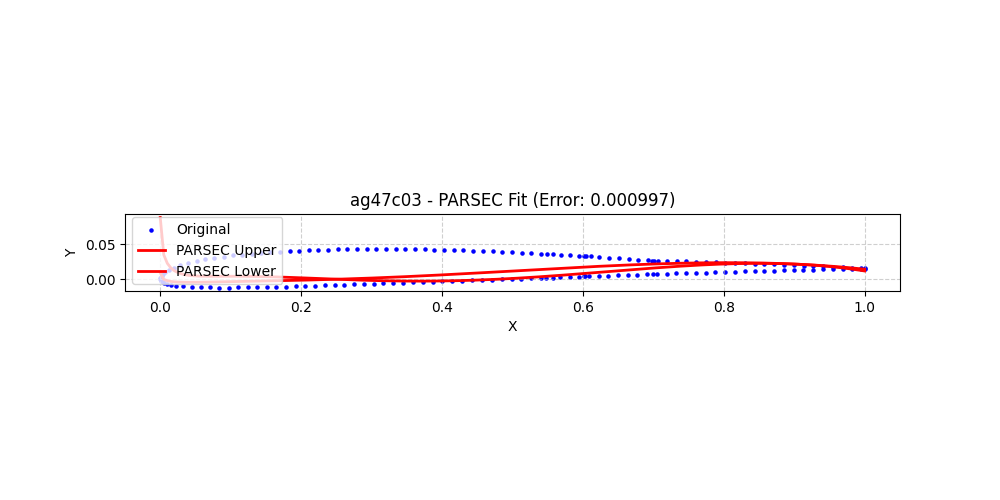 ag47c03 - PARSEC Fit (Error: 0.000997)
Original
PARSEC Upper
PARSEC Lower
Y
0.05
0.00
0.0 0.2 0.4 0.6 0.8 1.0
X